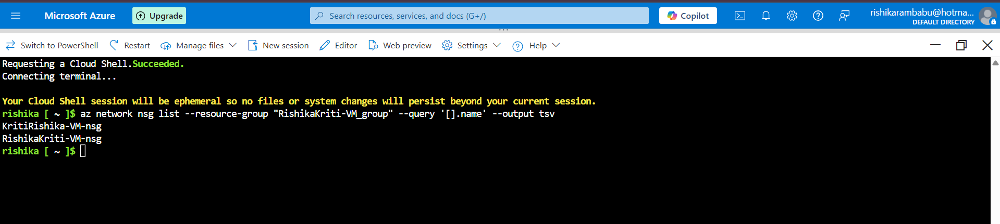 Microsoft Azure
Upgrade
Search resources, services, and docs (G+/)
Copilot
rishikarambabu@hotma...
DEFAULT DIRECTORY
Switch to PowerShell
Restart
Manage files
New session
Editor
Web preview
Settings
Help
Requesting a Cloud Shell.Succeeded.
Connecting terminal...
Your Cloud Shell session will be ephemeral so no files or system changes will persist beyond your current session.
rishika [ ~ ]$ az network nsg list --resource-group "RishikaKriti-VM_group" --query '[].name' --output tsv
KritiRishika-VM-nsg
RishikaKriti-VM-nsg
rishika [ ~ ]$